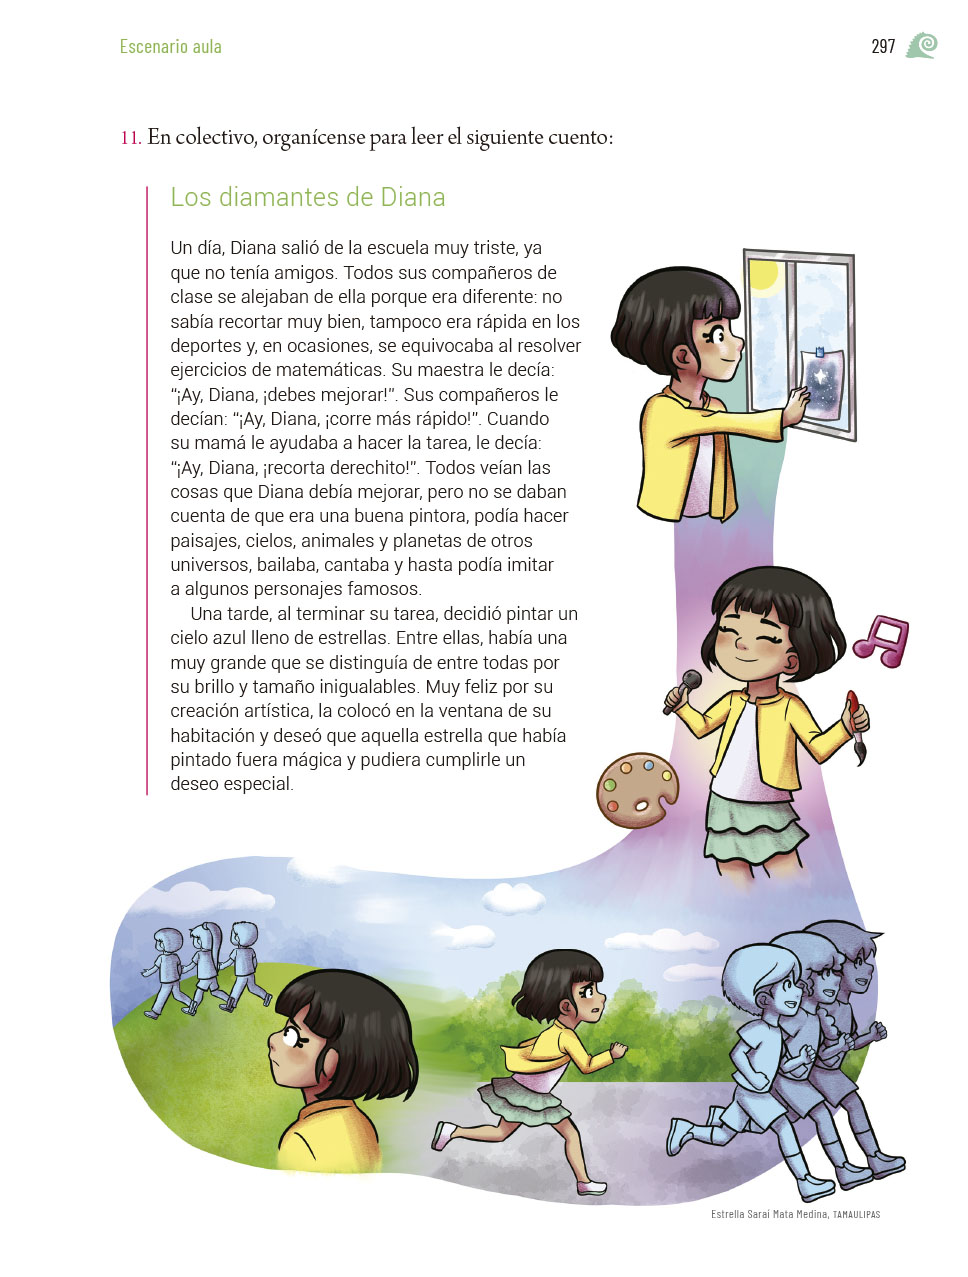 Escenario aula
297
11. En colectivo, organícense para leer el siguiente cuento:
Los diamantes de Diana
Un día, Diana salió de la escuela muy triste, ya
que no tenía amigos. Todos sus compañeros de
clase se alejaban de ella porque era diferente: no
sabía recortar muy bien, tampoco era rápida en los
deportes y, en ocasiones, se equivocaba al resolver
ejercicios de matemáticas. Su maestra le decía:
“¡Ay, Diana, ¡debes mejorar!”. Sus compañeros le
decían: “¡Ay, Diana, ¡corre más rápido!”. Cuando
su mamá le ayudaba a hacer la tarea, le decía:
“¡Ay, Diana, ¡recorta derechito!”. Todos veían las
cosas que Diana debía mejorar, pero no se daban
cuenta de que era una buena pintora, podía hacer
paisajes, cielos, animales y planetas de otros
universos, bailaba, cantaba y hasta podía imitar
a algunos personajes famosos.
Una tarde, al terminar su tarea, decidió pintar un
cielo azul lleno de estrellas. Entre ellas, había una
muy grande que se distinguía de entre todas por
su brillo y tamaño inigualables. Muy feliz por su
creación artística, la colocó en la ventana de su
habitación y deseó que aquella estrella que había
pintado fuera mágica y pudiera cumplirle un
deseo especial.
Estrella Saraí Mata Medina, TAMAULIPAS